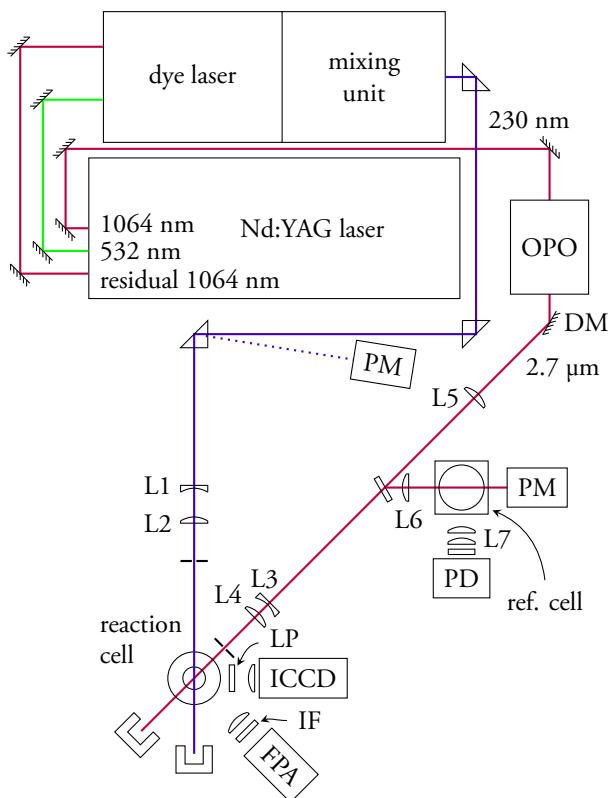 dye laser
mixing
unit
230 nm
1064 nm
532 nm
residual 1064 nm
Nd:YAG laser
OPO
DM
2.7 µm
PM
L5
L1
L2
L6
PM
L7
PD
ref. cell
L3
L4
reaction
cell
LP
ICCD
IF
FPA